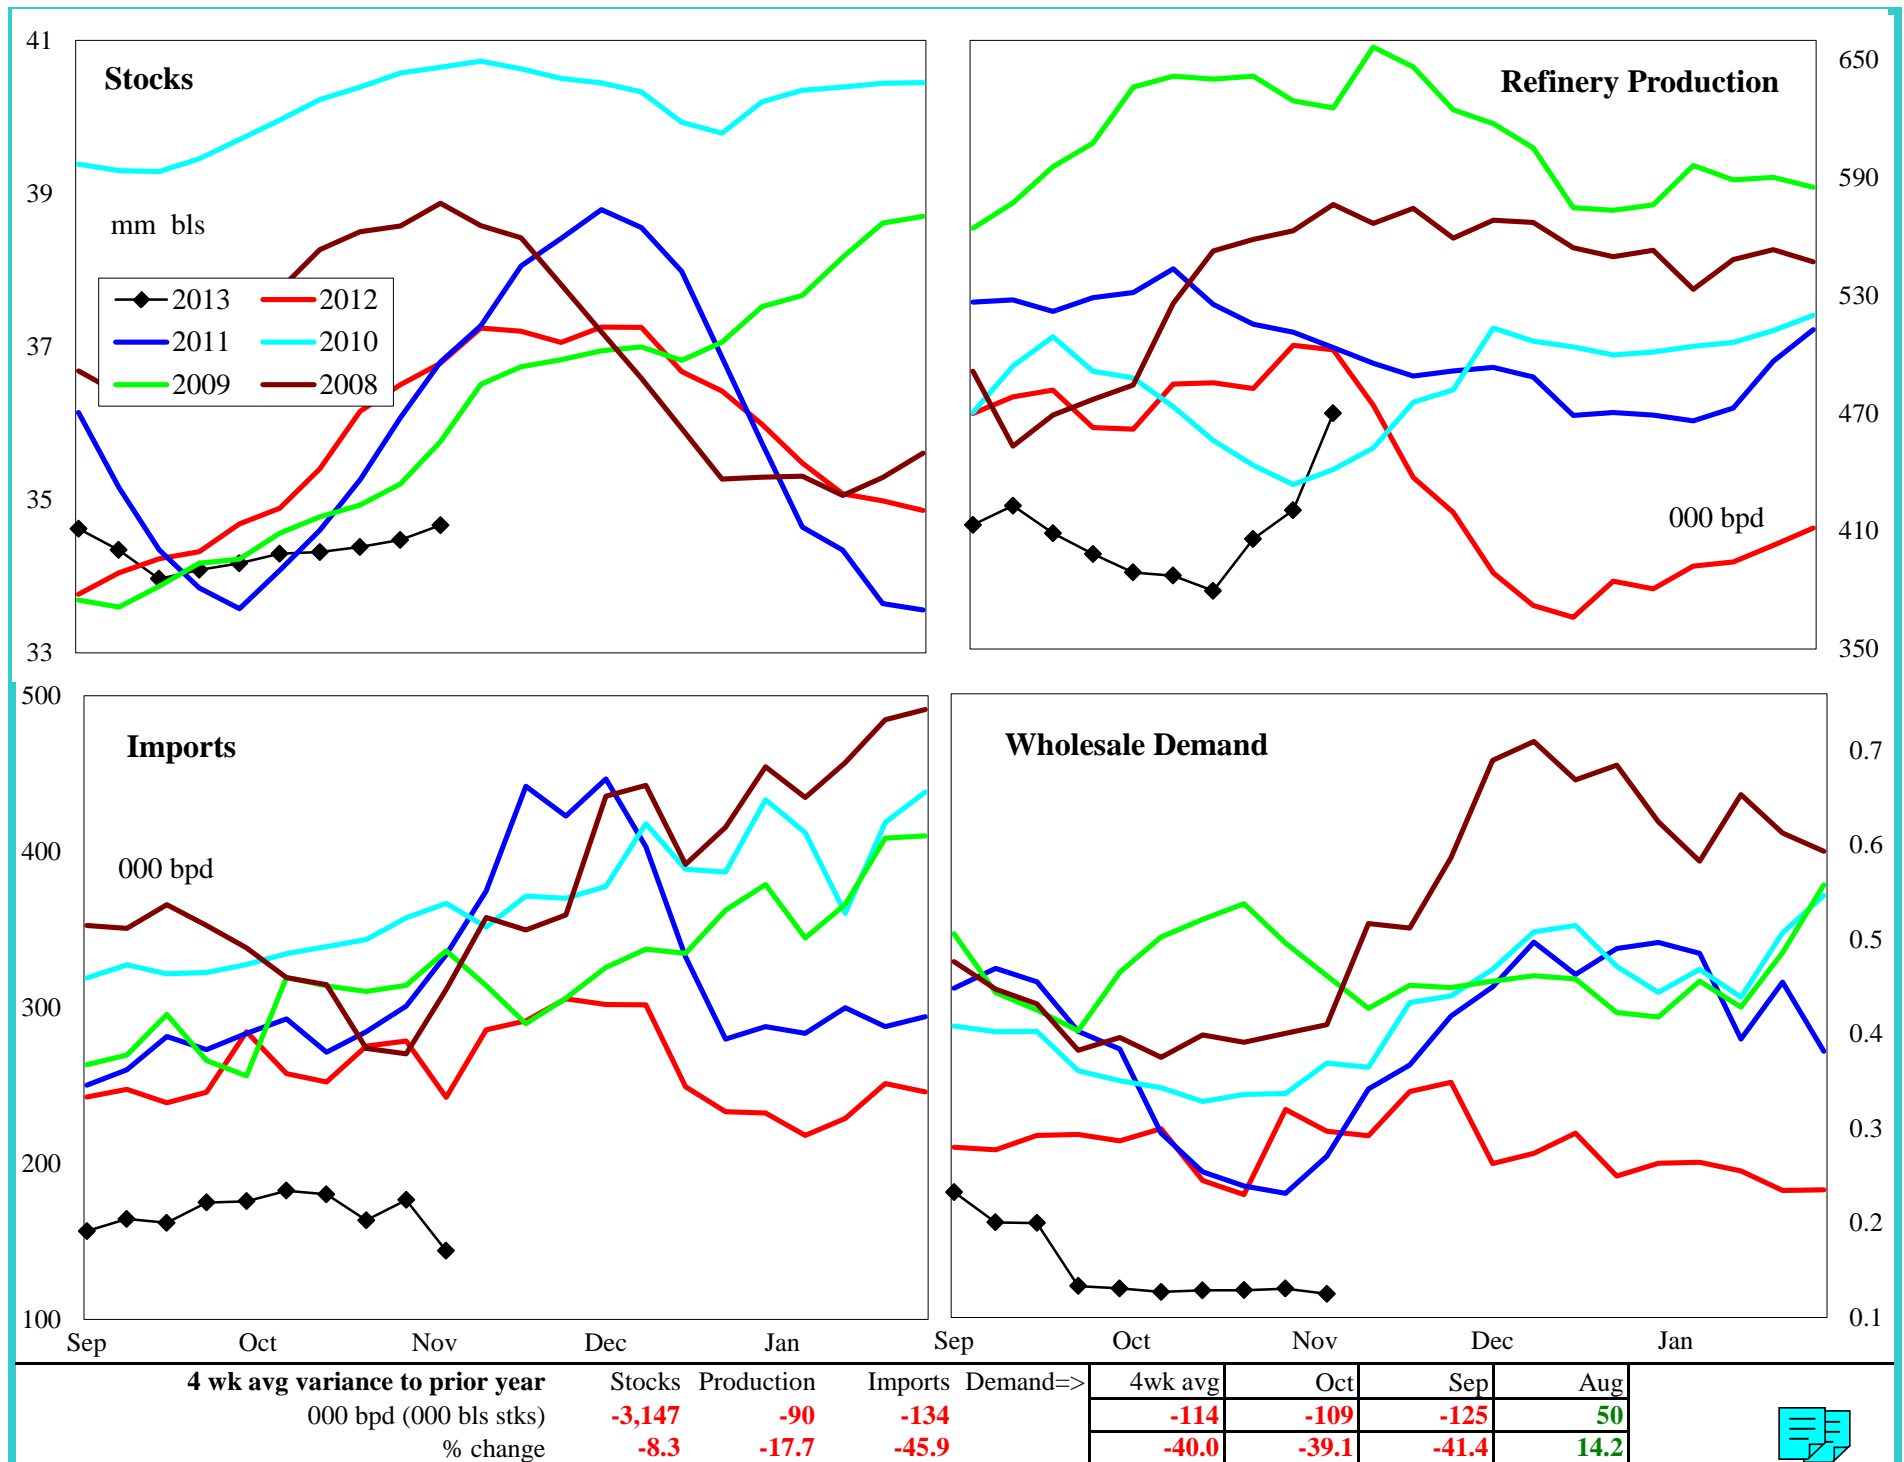 Stocks
mm bls
41
39
37
35
33
2013 2012
2011 2010
2009 2008
Refinery Production
000 bpd
650
590
530
470
410
350
Imports
000 bpd
500
400
300
200
100
Sep Oct Nov Dec Jan
Wholesale Demand
0.7
0.6
0.5
0.4
0.3
0.2
0.1
Sep Oct Nov Dec Jan
4 wk avg variance to prior year Stocks Production Imports Demand=> 4wk avg Oct Sep Aug
000 bpd (000 bls stks) -3,147 -90 -134 -114 -109 -125 50
% change -8.3 -17.7 -45.9 -40.0 -39.1 -41.4 14.2